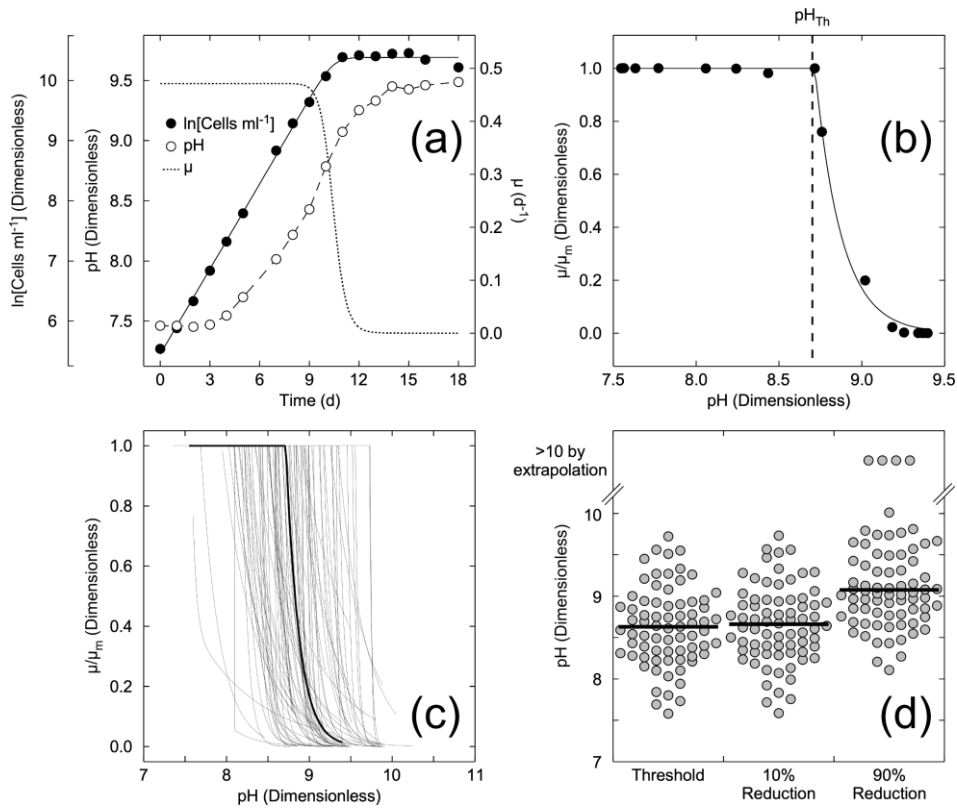 ln[Cells ml⁻¹] (Dimensionless)
10
9
8
7
6
pH (Dimensionless)
9.5
9.0
8.5
8.0
7.5
ln[Cells ml⁻¹]
pH
μ
(a)
0.5
0.4
0.3
0.2
0.1
0.0
μ (d⁻¹)
0 3 6 9 12 15 18
Time (d)
pH_Th
μ/μ_m (Dimensionless)
1.0
0.8
0.6
0.4
0.2
0.0
(b)
7.5 8.0 8.5 9.0 9.5
pH (Dimensionless)
μ/μ_m (Dimensionless)
1.0
0.8
0.6
0.4
0.2
0.0
(c)
7 8 9 10 11
pH (Dimensionless)
>10 by
extrapolation
pH (Dimensionless)
10
9
8
7
(d)
Threshold 10% 90%
Reduction Reduction